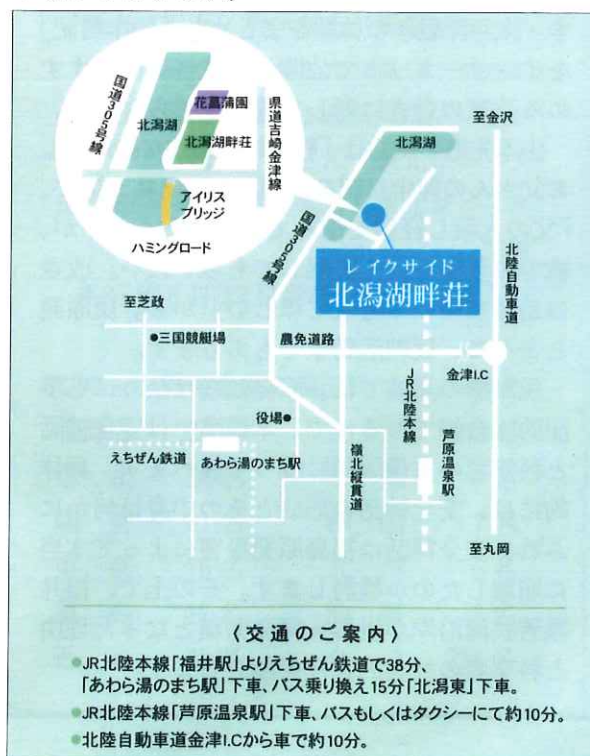 国道305号線
北潟湖
花菖蒲園
北潟湖畔荘
県道吉崎金津線
アイリス
ブリッジ
ハミングロード
至金沢
北潟湖
国道305号線
レイクサイド
北潟湖畔荘
北陸自動車道
至芝政
三国競艇場
農免道路
金津I.C
役場
JR北陸本線
えちぜん鉄道
あわら湯のまち駅
嶺北縦貫道
芦原温泉駅
至丸岡
〈交通のご案内〉
●JR北陸本線「福井駅」よりえちぜん鉄道で38分、
「あわら湯のまち駅」下車、バス乗り換え15分「北潟東」下車。
●JR北陸本線「芦原温泉駅」下車、バスもしくはタクシーにて約10分。
●北陸自動車道金津I.Cから車で約10分。